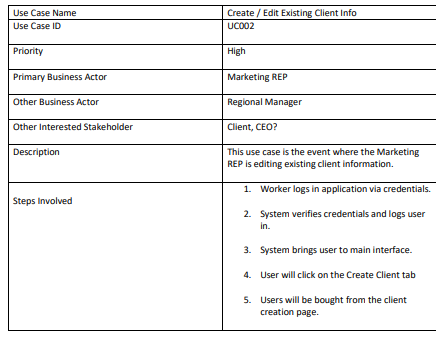 Use Case Name Create / Edit Existing Client Info
Use Case ID UC002
Priority High
Primary Business Actor Marketing REP
Other Business Actor Regional Manager
Other Interested Stakeholder Client, CEO?
Description This use case is the event where the Marketing
REP is editing existing client information.
Steps Involved
1. Worker logs in application via credentials.
2. System verifies credentials and logs user
in.
3. System brings user to main interface.
4. User will click on the Create Client tab
5. Users will be bought from the client
creation page.